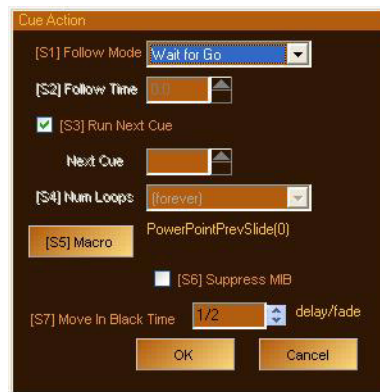 Cue Action
[S1] Follow Mode Wait for Go
[S2] Follow Time 0.0
[S3] Run Next Cue
Next Cue
[S4] Num Loops (forever)
[S5] Macro PowerPointPrevSlide(0)
[S6] Suppress MIB
[S7] Move In Black Time 1/2 delay/fade
OK Cancel